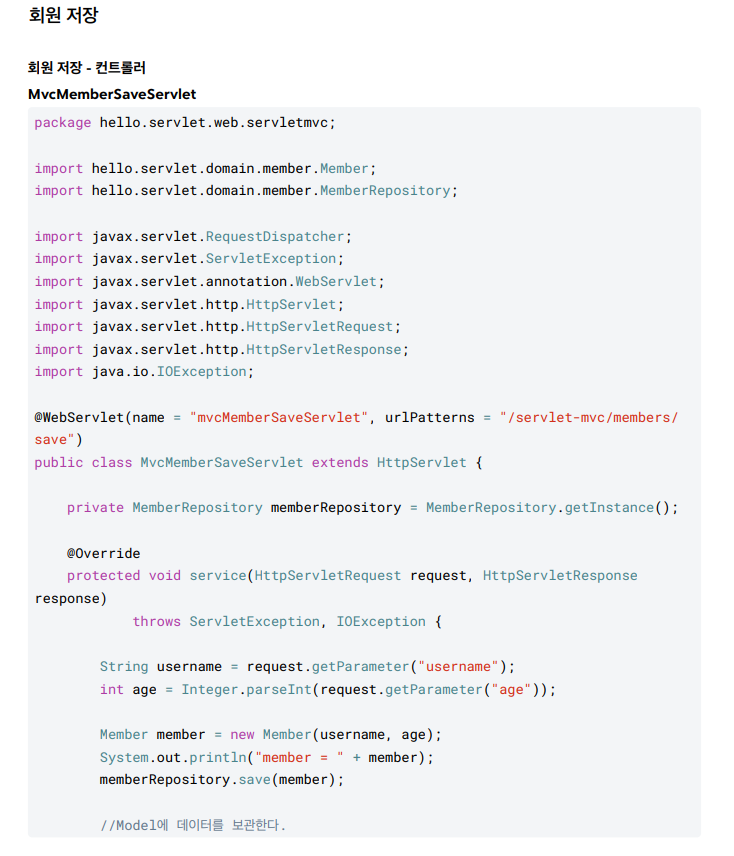 회원 저장
회원 저장 - 컨트롤러
MvcMemberSaveServlet
package hello.servlet.web.servletmvc;
import hello.servlet.domain.member.Member;
import hello.servlet.domain.member.MemberRepository;
import javax.servlet.RequestDispatcher;
import javax.servlet.ServletException;
import javax.servlet.annotation.WebServlet;
import javax.servlet.http.HttpServlet;
import javax.servlet.http.HttpServletRequest;
import javax.servlet.http.HttpServletResponse;
import java.io.IOException;
@WebServlet(name = "mvcMemberSaveServlet", urlPatterns = "/servlet-mvc/members/
save")
public class MvcMemberSaveServlet extends HttpServlet {
private MemberRepository memberRepository = MemberRepository.getInstance();
@Override
protected void service(HttpServletRequest request, HttpServletResponse
response)
throws ServletException, IOException {
String username = request.getParameter("username");
int age = Integer.parseInt(request.getParameter("age"));
Member member = new Member(username, age);
System.out.println("member = " + member);
memberRepository.save(member);
//Model에 데이터를 보관한다.